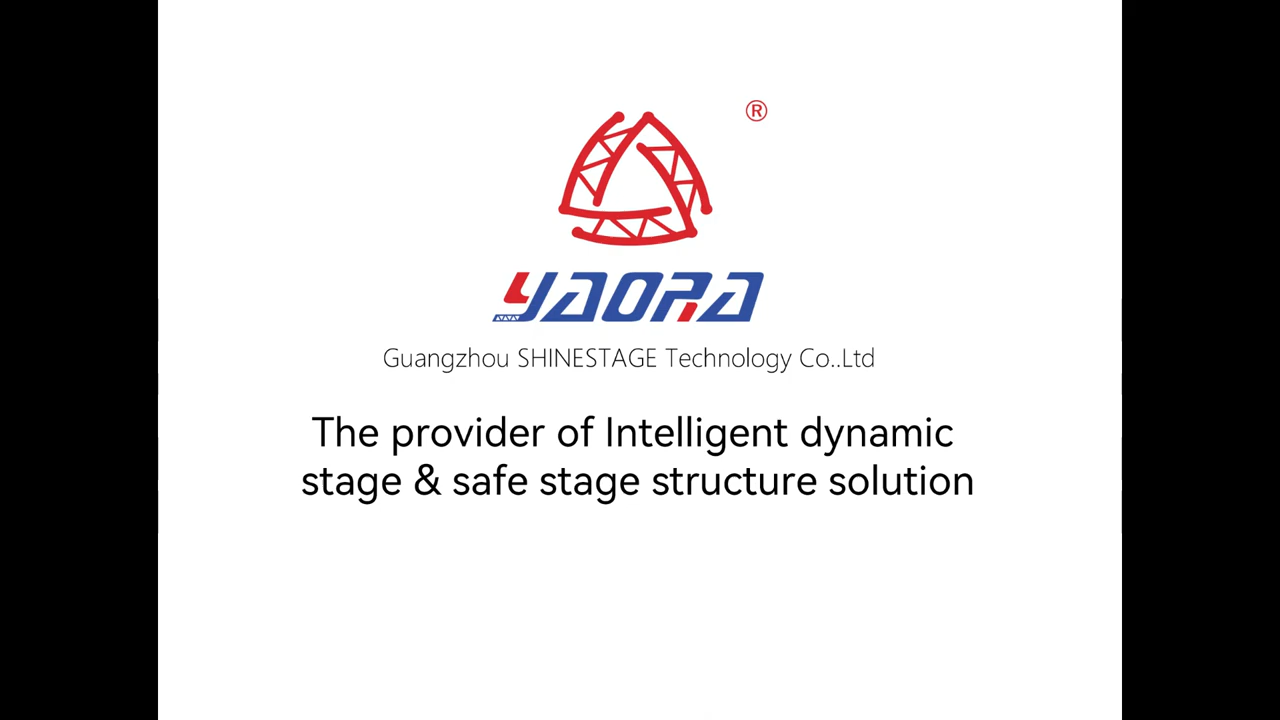 ®
YAORA
Guangzhou SHINESTAGE Technology Co..Ltd
The provider of Intelligent dynamic
stage & safe stage structure solution